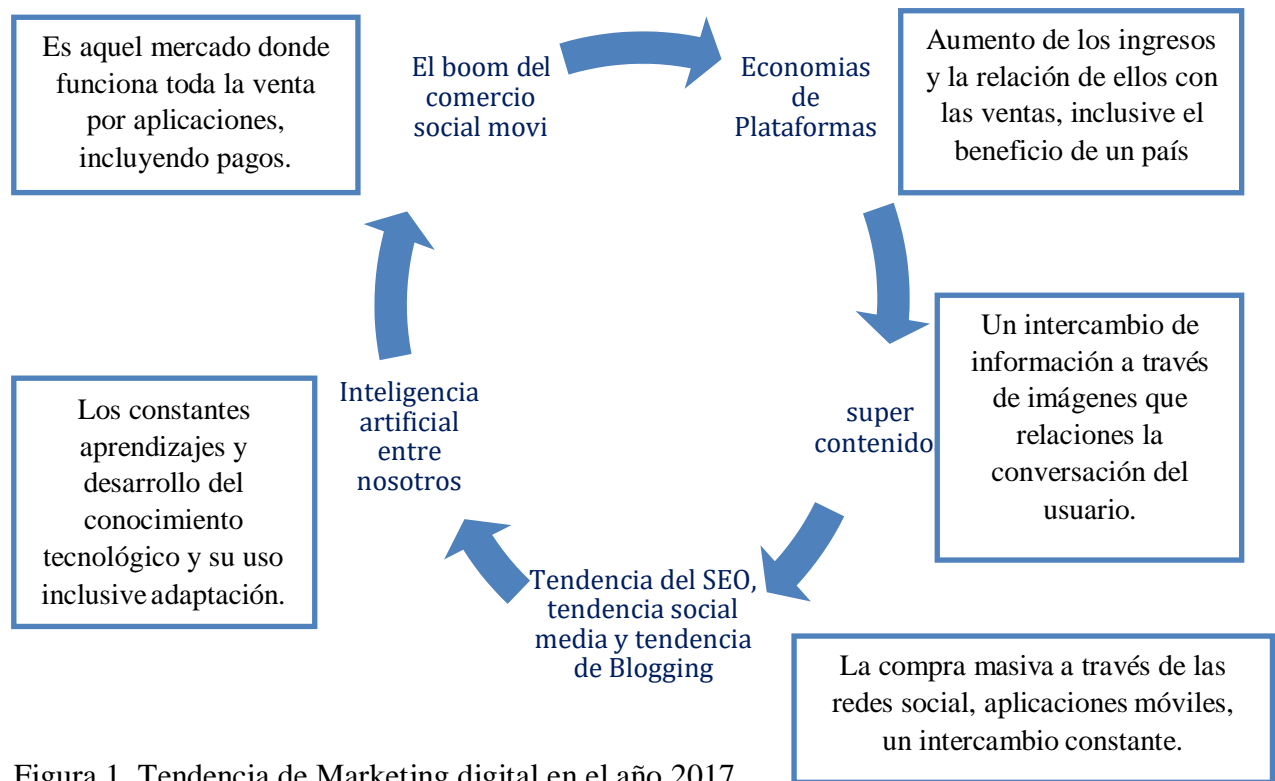 Es aquel mercado donde
funciona toda la venta
por aplicaciones,
incluyendo pagos.
El boom del
comercio
social movi
Economias
de
Plataformas
Aumento de los ingresos
y la relación de ellos con
las ventas, inclusive el
beneficio de un país
super
contenido
Un intercambio de
información a través
de imágenes que
relaciones la
conversación del
usuario.
Tendencia del SEO,
tendencia social
media y tendencia
de Blogging
La compra masiva a través de las
redes social, aplicaciones móviles,
un intercambio constante.
Inteligencia
artificial
entre
nosotros
Los constantes
aprendizajes y
desarrollo del
conocimiento
tecnológico y su uso
inclusive adaptación.
Figura 1. Tendencia de Marketing digital en el año 2017